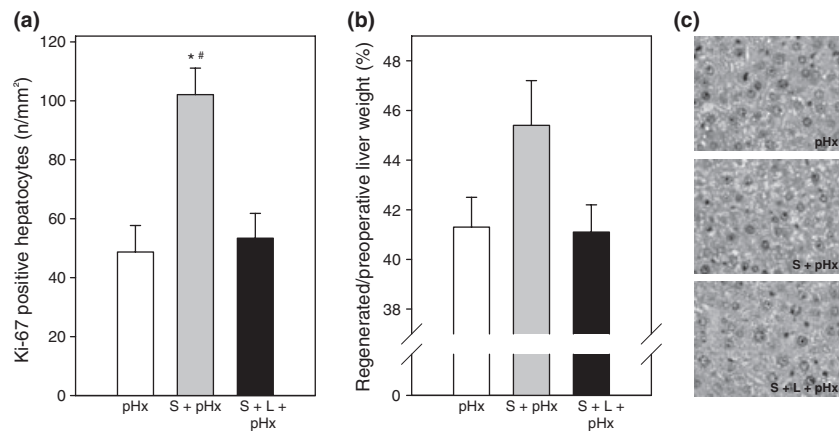 (a)
Ki-67 positive hepatocytes (n/mm²)
120
100
80
60
40
20
0
* #
pHx
S + pHx
S + L +
pHx
(b)
Regenerated/preoperative liver weight (%)
48
46
44
42
40
38
0
pHx
S + pHx
S + L +
pHx
(c)
pHx
S + pHx
S + L + pHx